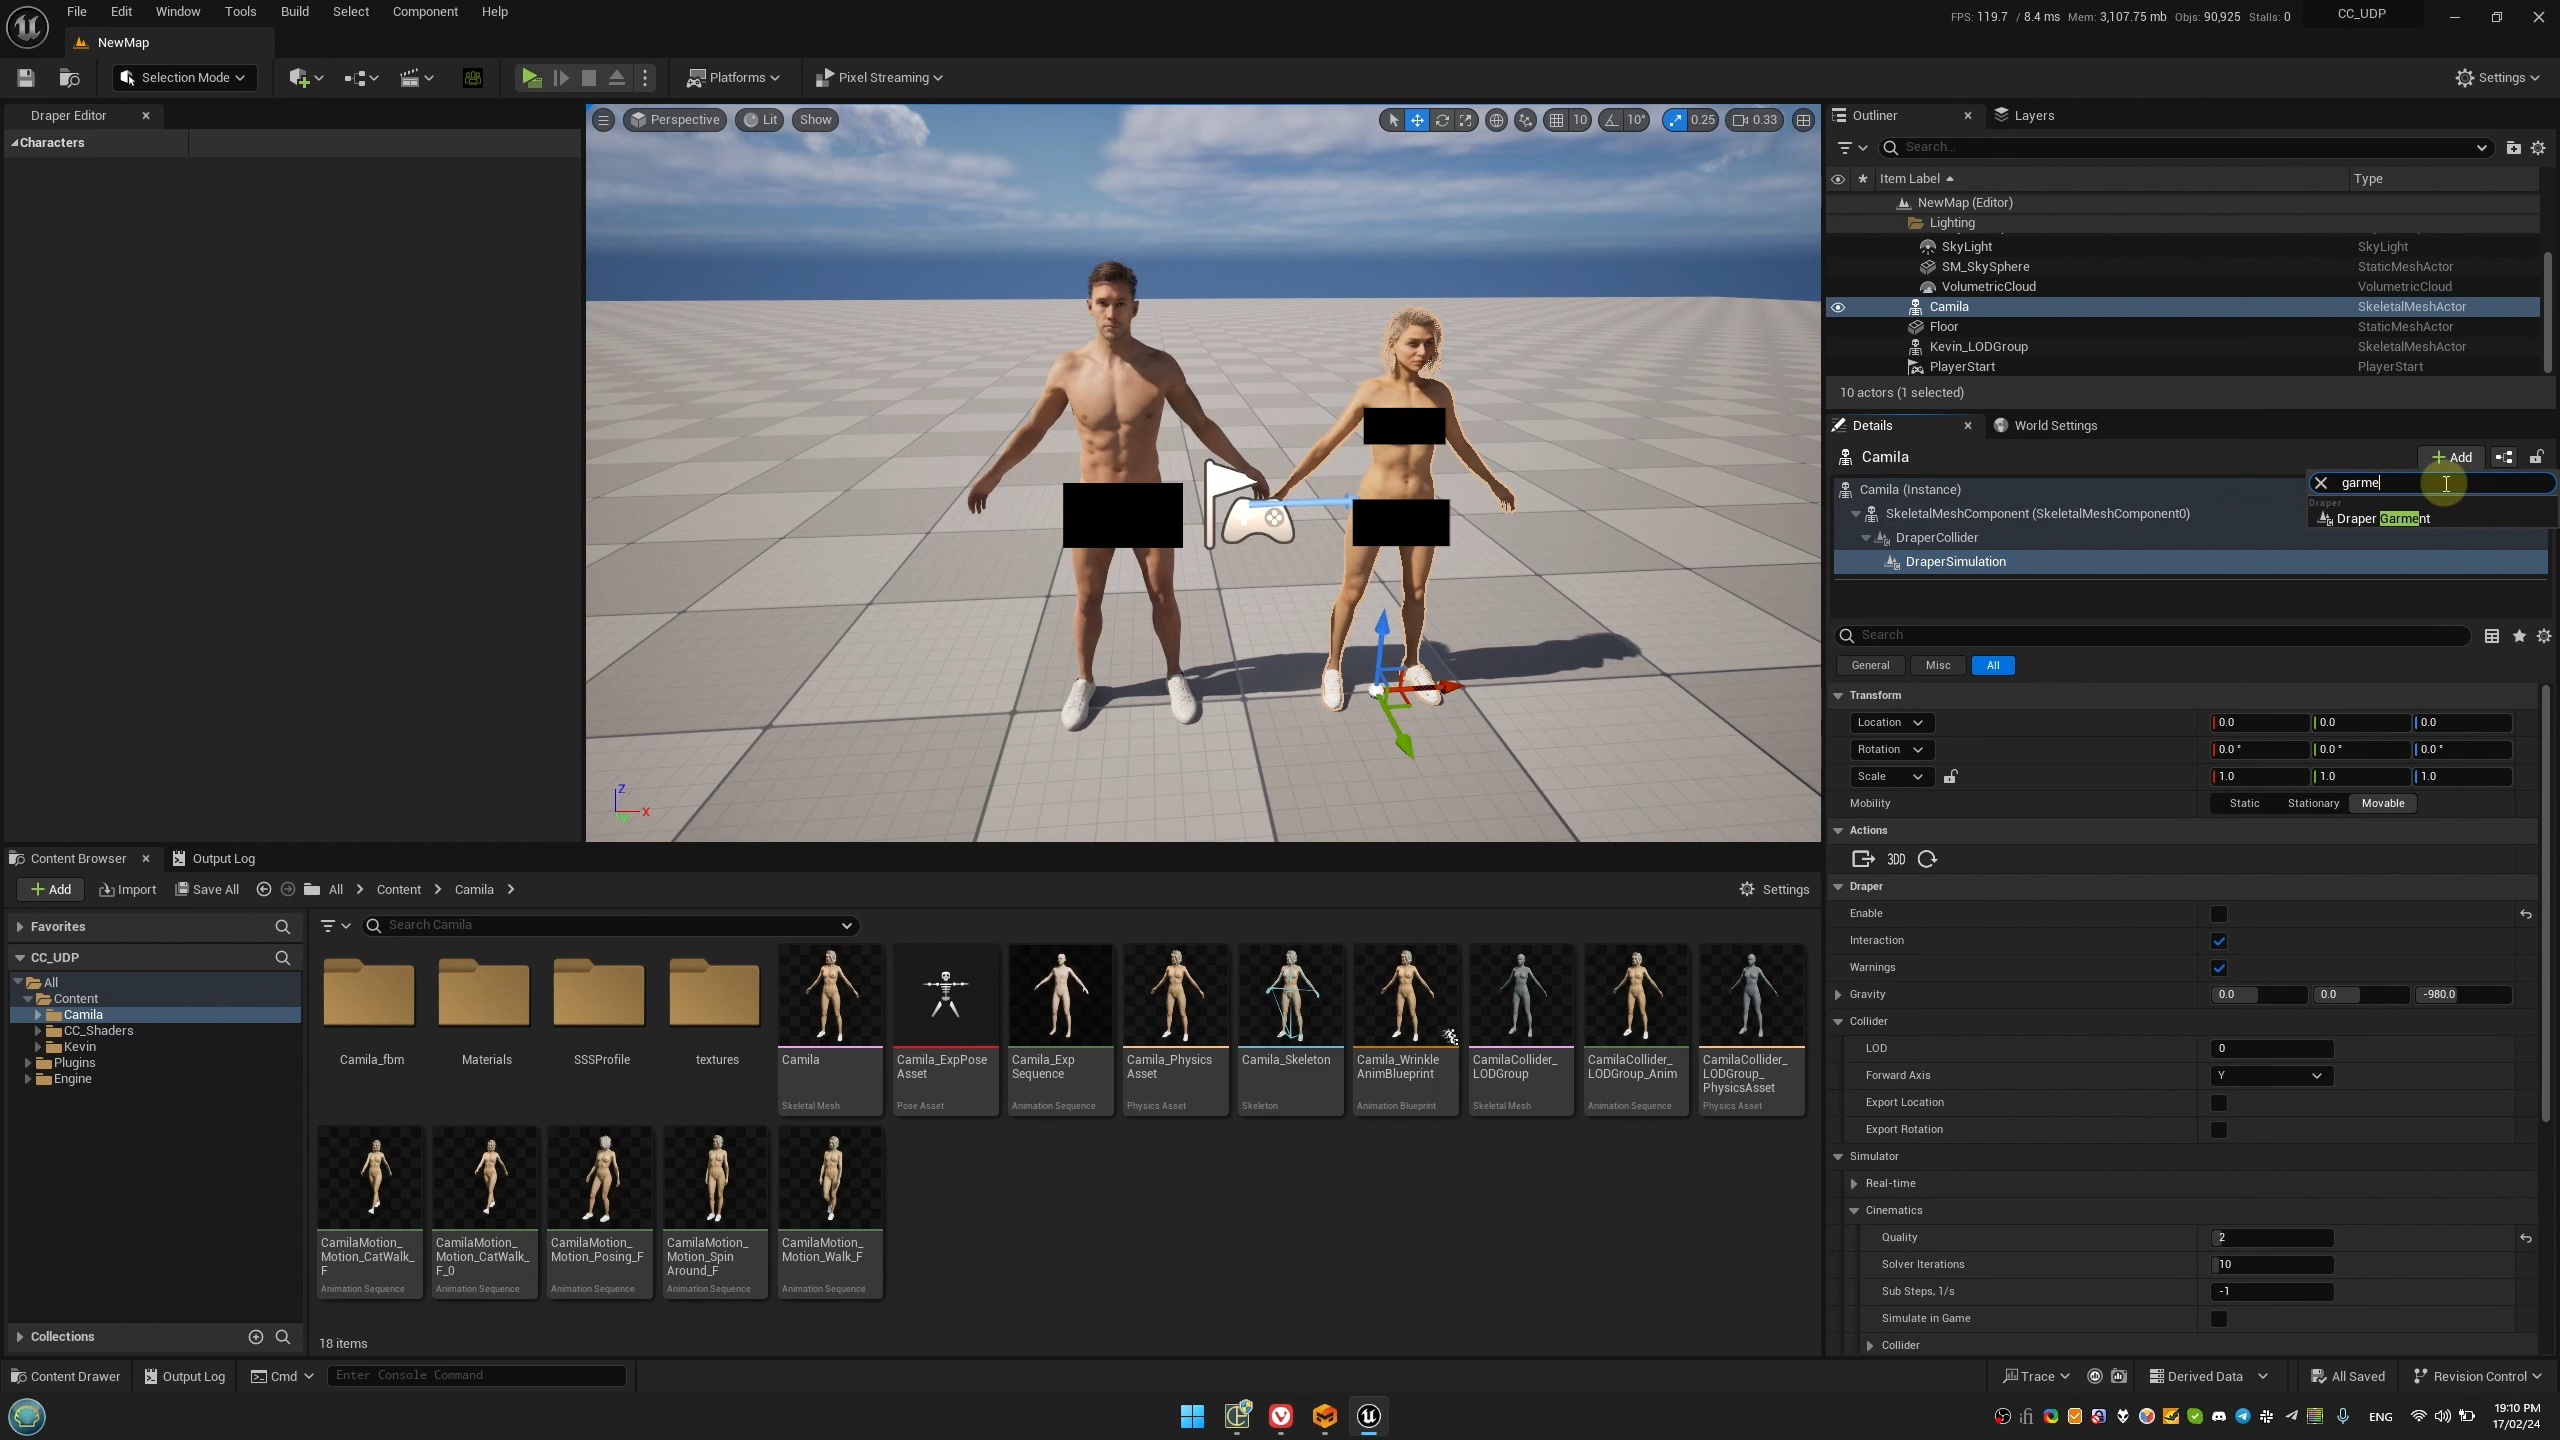 File Edit Window Tools Build Select Component Help
FPS: 119.7 / 8.4 ms Mem: 3,107.75 mb Objs: 90,925 Stalls: 0 CC_UDP
NewMap
Selection Mode Platforms Pixel Streaming Settings
Draper Editor
Characters
Perspective Lit Show 10 10° 0.25 0.33
Z
X
Y
Outliner Layers
Search...
Item Label Type
NewMap (Editor)
Lighting
SkyLight SkyLight
SM_SkySphere StaticMeshActor
VolumetricCloud VolumetricCloud
Camila SkeletalMeshActor
Floor StaticMeshActor
Kevin_LODGroup SkeletalMeshActor
PlayerStart PlayerStart
10 actors (1 selected)
Details World Settings
Camila Add
garme
Draper
Draper Garment
Camila (Instance)
SkeletalMeshComponent (SkeletalMeshComponent0)
DraperCollider
DraperSimulation
Search
General Misc All
Transform
Location 0.0 0.0 0.0
Rotation 0.0 ° 0.0 ° 0.0 °
Scale 1.0 1.0 1.0
Mobility Static Stationary Movable
Actions
3DD
Draper
Enable
Interaction
Warnings
Gravity 0.0 0.0 -980.0
Collider
LOD 0
Forward Axis Y
Export Location
Export Rotation
Simulator
Real-time
Cinematics
Quality 2
Solver Iterations 10
Sub Steps, 1/s -1
Simulate in Game
Collider
Content Browser Output Log
Add Import Save All All Content Camila Settings
Favorites
CC_UDP
All
Content
Camila
CC_Shaders
Kevin
Plugins
Engine
Collections
Search Camila
Camila_fbm
Materials
SSSProfile
textures
Camila
Skeletal Mesh
Camila_ExpPose
Asset
Pose Asset
Camila_Exp
Sequence
Animation Sequence
Camila_Physics
Asset
Physics Asset
Camila_Skeleton
Skeleton
Camila_Wrinkle
AnimBlueprint
Animation Blueprint
CamilaCollider_
LODGroup
Skeletal Mesh
CamilaCollider_
LODGroup_Anim
Animation Sequence
CamilaCollider_
LODGroup_
PhysicsAsset
Physics Asset
CamilaMotion_
Motion_CatWalk_
F
Animation Sequence
CamilaMotion_
Motion_CatWalk_
F_0
Animation Sequence
CamilaMotion_
Motion_Posing_F
Animation Sequence
CamilaMotion_
Motion_Spin
Around_F
Animation Sequence
CamilaMotion_
Motion_Walk_F
Animation Sequence
18 items
Content Drawer Output Log Cmd Enter Console Command Trace Derived Data All Saved Revision Control
ENG
19:10 PM
17/02/24